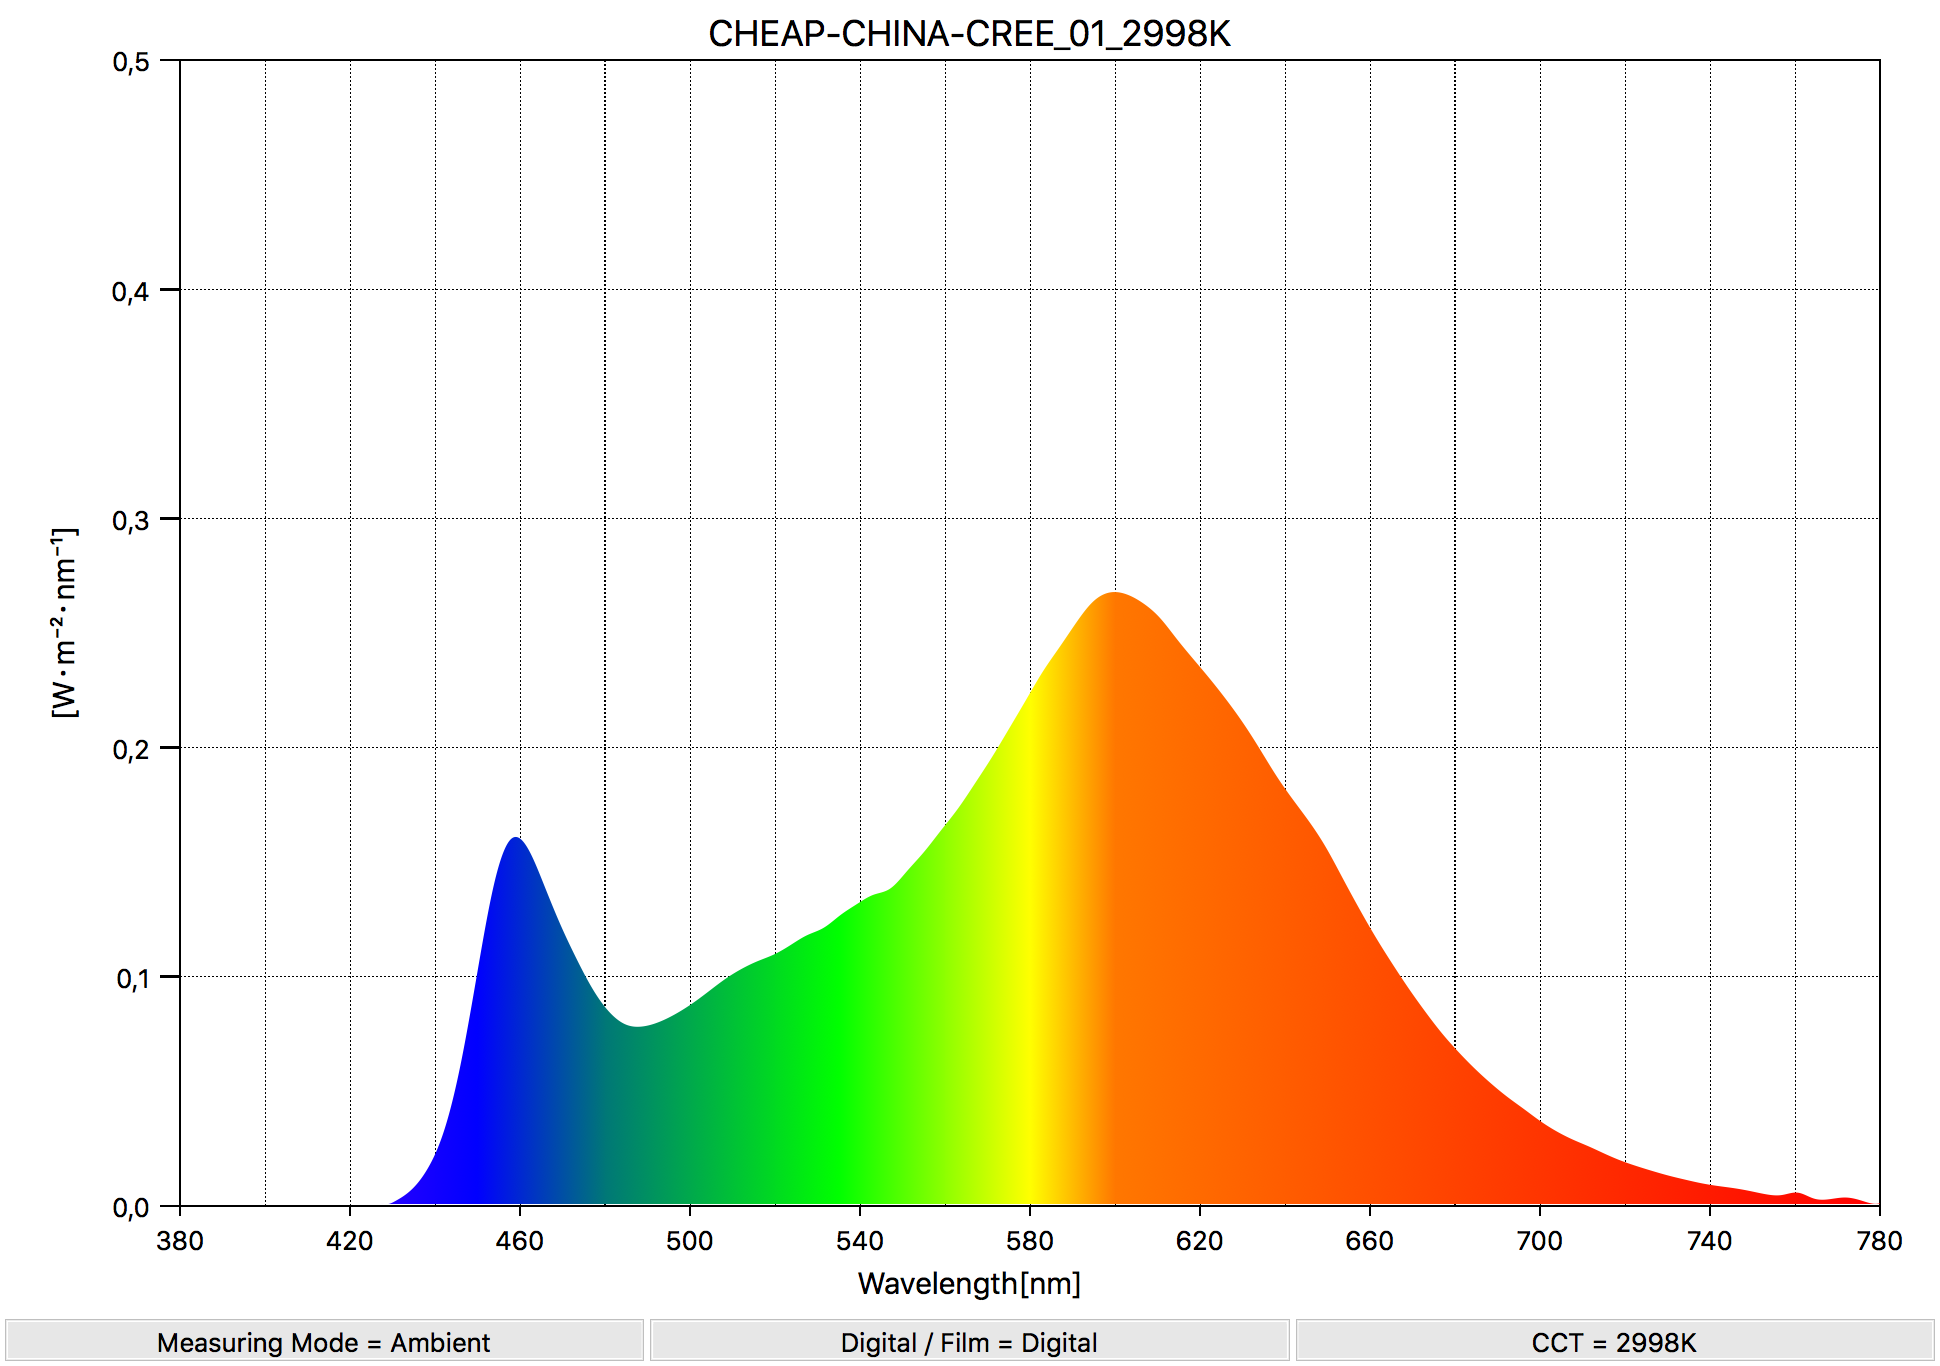 CHEAP-CHINA-CREE_01_2998K
0,5
0,4
0,3
0,2
0,1
0,0
[W·m⁻²·nm⁻¹]
380 420 460 500 540 580 620 660 700 740 780
Wavelength[nm]
Measuring Mode = Ambient
Digital / Film = Digital
CCT = 2998K